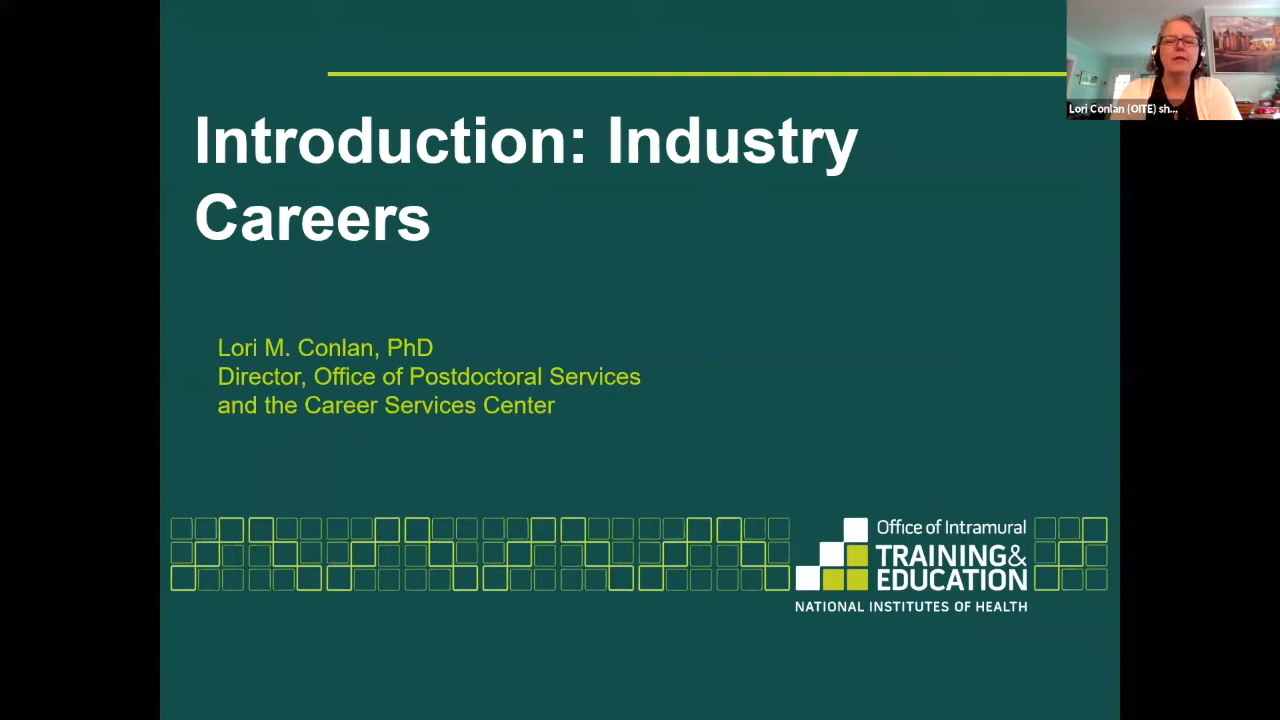 Introduction: Industry
Careers
Lori M. Conlan, PhD
Director, Office of Postdoctoral Services
and the Career Services Center
Office of Intramural
TRAINING&
EDUCATION
NATIONAL INSTITUTES OF HEALTH
Lori Conlan (OITE) sh...